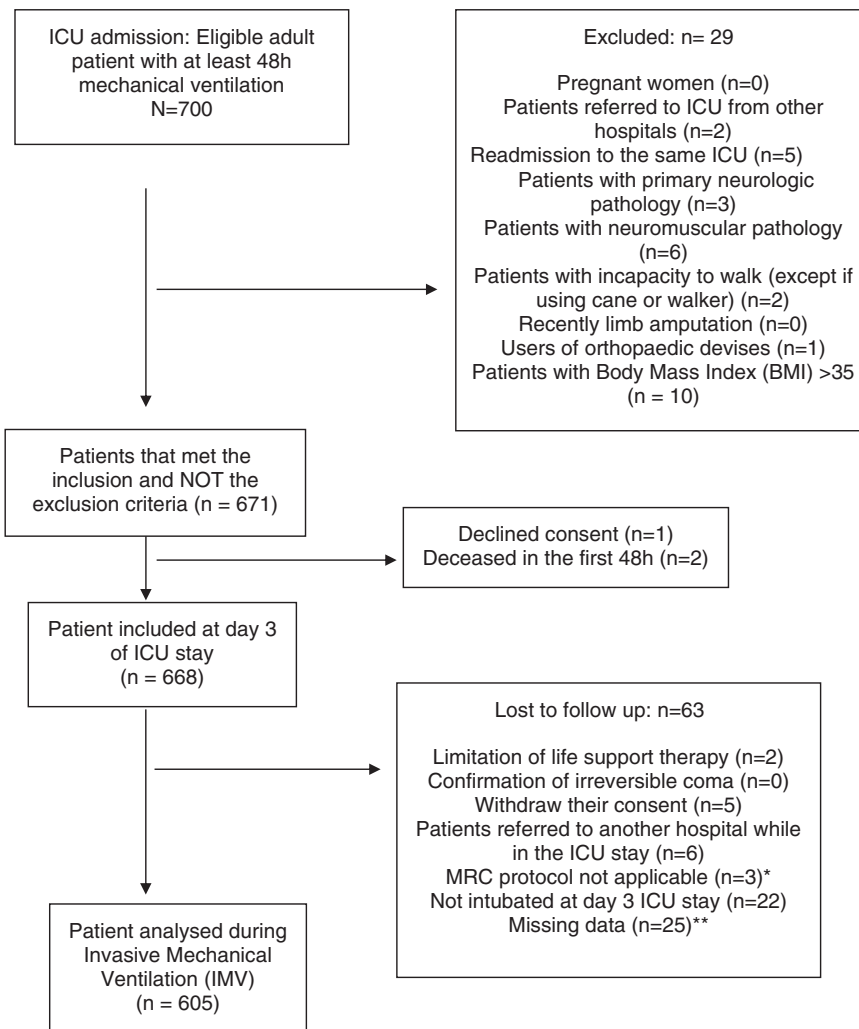 ICU admission: Eligible adult
patient with at least 48h
mechanical ventilation
N=700
Excluded: n= 29
Pregnant women (n=0)
Patients referred to ICU from other
hospitals (n=2)
Readmission to the same ICU (n=5)
Patients with primary neurologic
pathology (n=3)
Patients with neuromuscular pathology
(n=6)
Patients with incapacity to walk (except if
using cane or walker) (n=2)
Recently limb amputation (n=0)
Users of orthopaedic devises (n=1)
Patients with Body Mass Index (BMI) >35
(n = 10)
Patients that met the
inclusion and NOT the
exclusion criteria (n = 671)
Declined consent (n=1)
Deceased in the first 48h (n=2)
Patient included at day 3
of ICU stay
(n = 668)
Lost to follow up: n=63
Limitation of life support therapy (n=2)
Confirmation of irreversible coma (n=0)
Withdraw their consent (n=5)
Patients referred to another hospital while
in the ICU stay (n=6)
MRC protocol not applicable (n=3)*
Not intubated at day 3 ICU stay (n=22)
Missing data (n=25)**
Patient analysed during
Invasive Mechanical
Ventilation (IMV)
(n = 605)